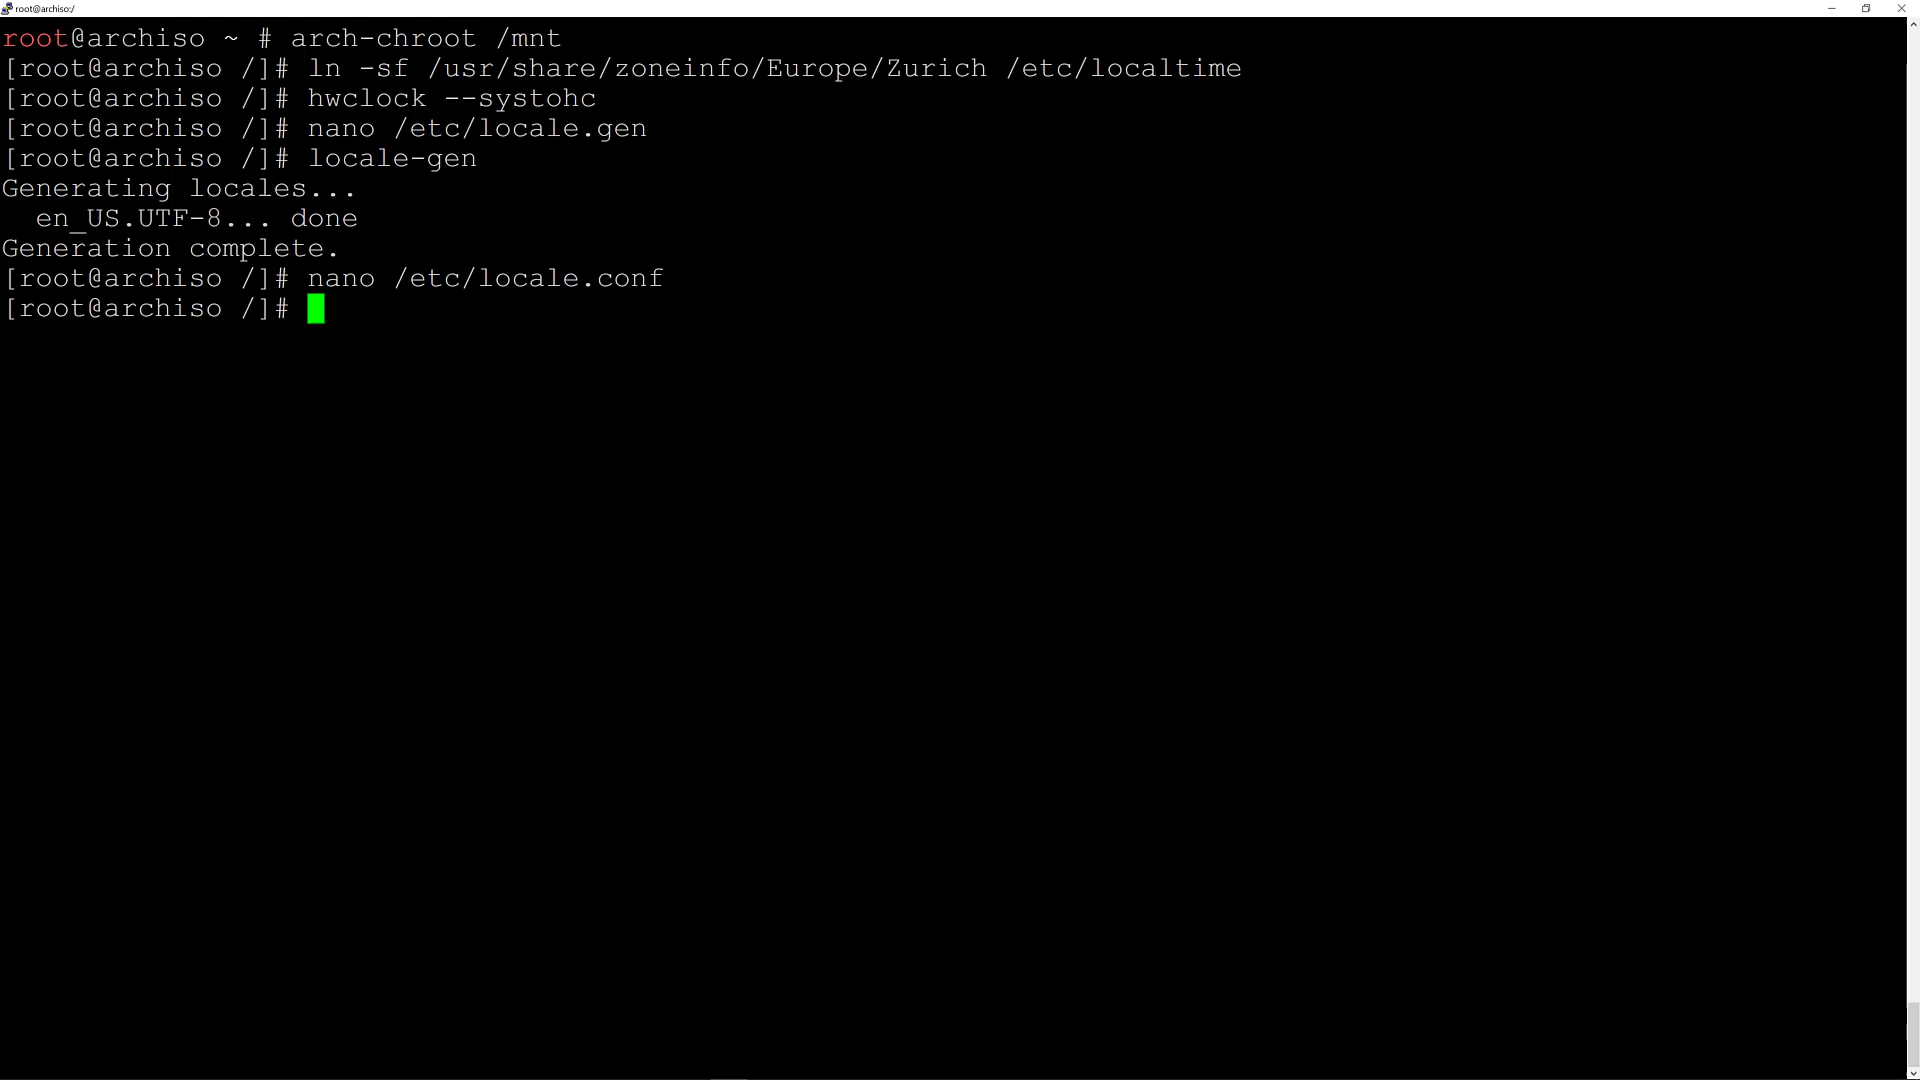 root@archiso:/
root@archiso ~ # arch-chroot /mnt
[root@archiso /]# ln -sf /usr/share/zoneinfo/Europe/Zurich /etc/localtime
[root@archiso /]# hwclock --systohc
[root@archiso /]# nano /etc/locale.gen
[root@archiso /]# locale-gen
Generating locales...
  en_US.UTF-8... done
Generation complete.
[root@archiso /]# nano /etc/locale.conf
[root@archiso /]#